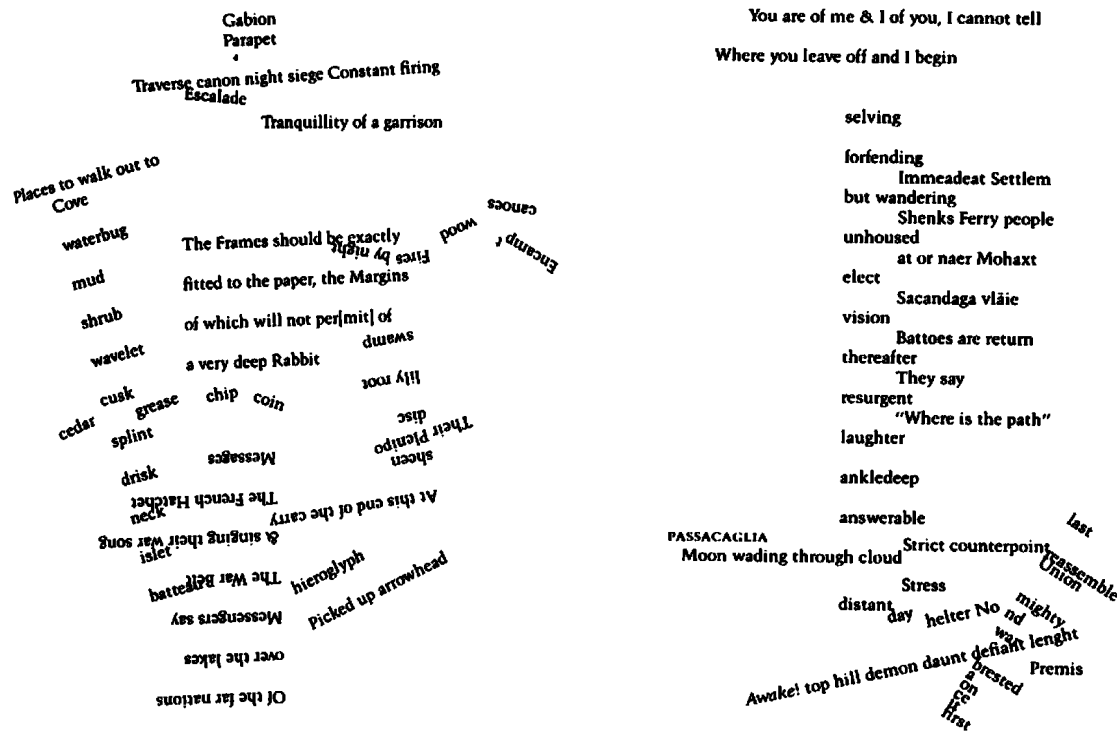 Gabion
Parapet
Traverse canon night siege Constant firing
Escalade
Tranquillity of a garrison
Places to walk out to
Cove
waterbug
mud
shrub
wavelet
cusk
cedar
grease
chip
coin
splint
drisk
neck
islet
The Frames should be exactly
fitted to the paper, the Margins
of which will not per[mit] of
a very deep Rabbit
Fires by night
wood
canoes
Encampt
swamp
lily root
disc
Their Plenipo
sheen
At this end of the carry
hieroglyph
Picked up arrowhead
Of the far nations
over the lakes
Messengers say
The War Belt
& singing their War song
The French Hatchet
Messages
You are of me & I of you, I cannot tell
Where you leave off and I begin
selving
forfending
Immeadeat Settlem
but wandering
Shenks Ferry people
unhoused
at or naer Mohaxt
elect
Sacandaga vläie
vision
Battoes are return
thereafter
They say
resurgent
"Where is the path"
laughter
ankledeep
answerable
PASSACAGLIA
Moon wading through cloud
Strict counterpoint
last
reassemble
Union
Stress
distant
day
helter No
nd
mighty
war
Awake! top hill demon daunt defiant lenght
Premis
brested
a
on
ce
first